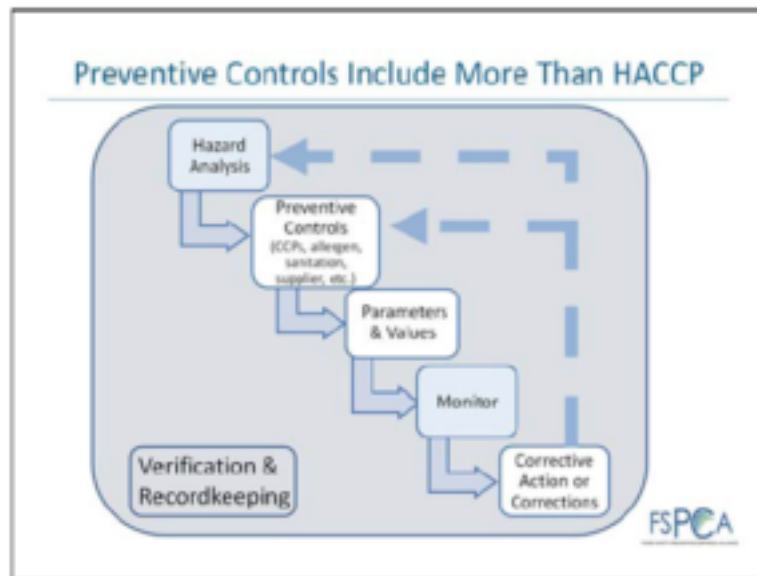 Preventive Controls Include More Than HACCP
Hazard
Analysis
Preventive
Controls
(CCPs, allergen,
sanitation,
supplier, etc.)
Parameters
& Values
Monitor
Corrective
Action or
Corrections
Verification &
Recordkeeping
FSPCA